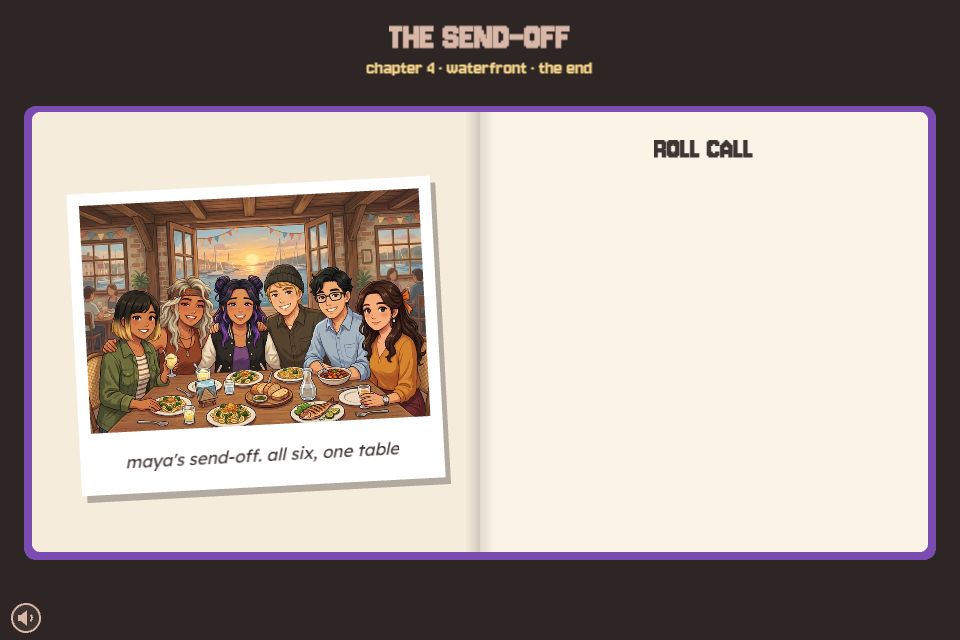 THE SEND-OFF
chapter 4 · waterfront · the end
maya's send-off. all six, one table
ROLL CALL